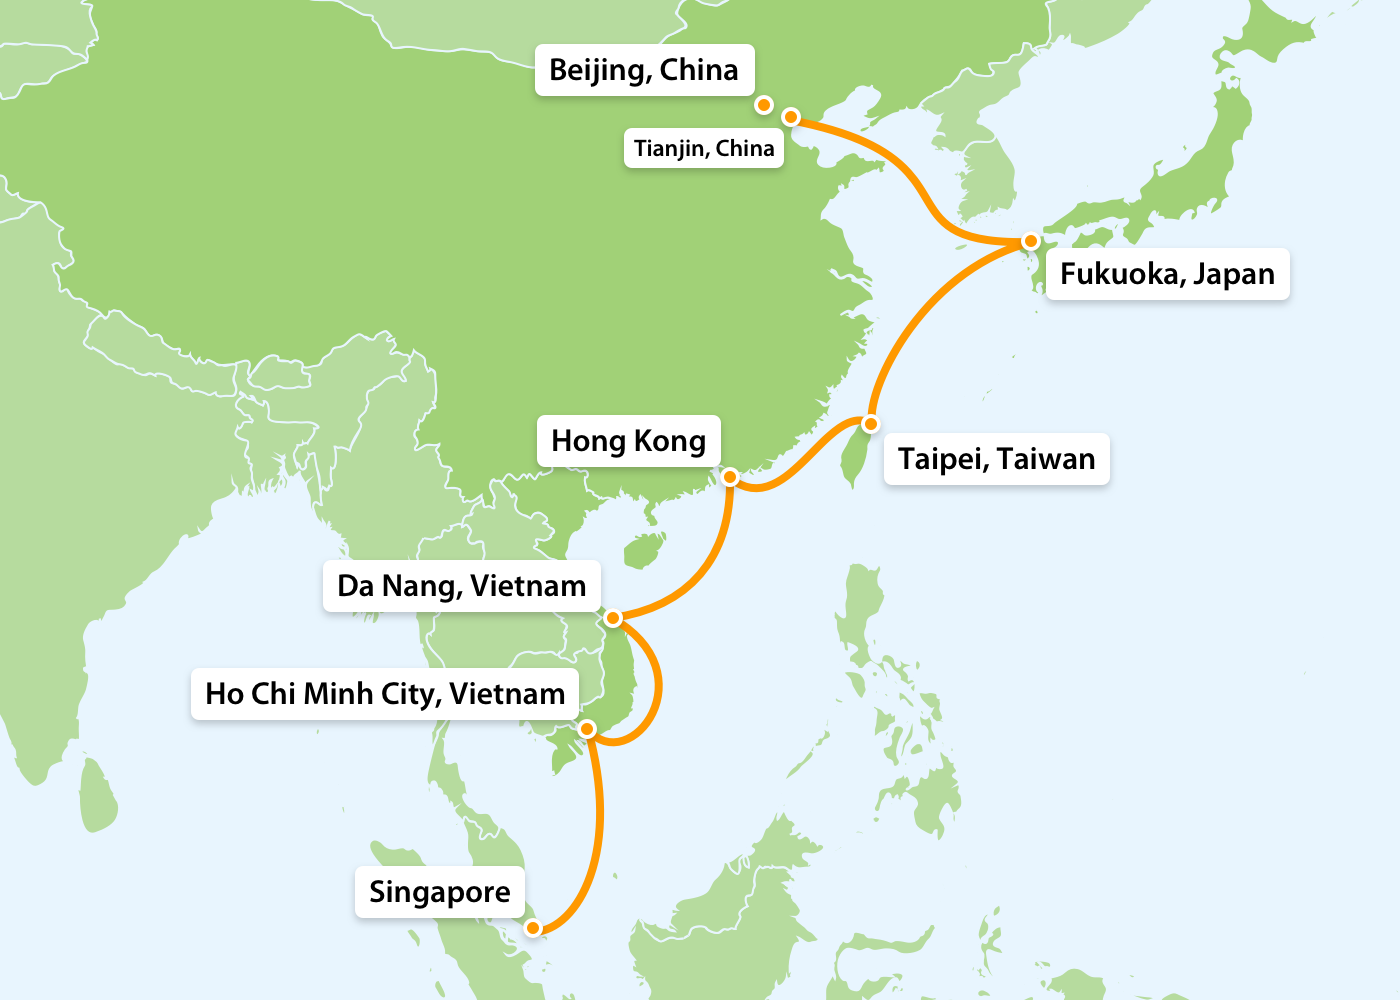 Beijing, China
Tianjin, China
Fukuoka, Japan
Hong Kong
Taipei, Taiwan
Da Nang, Vietnam
Ho Chi Minh City, Vietnam
Singapore